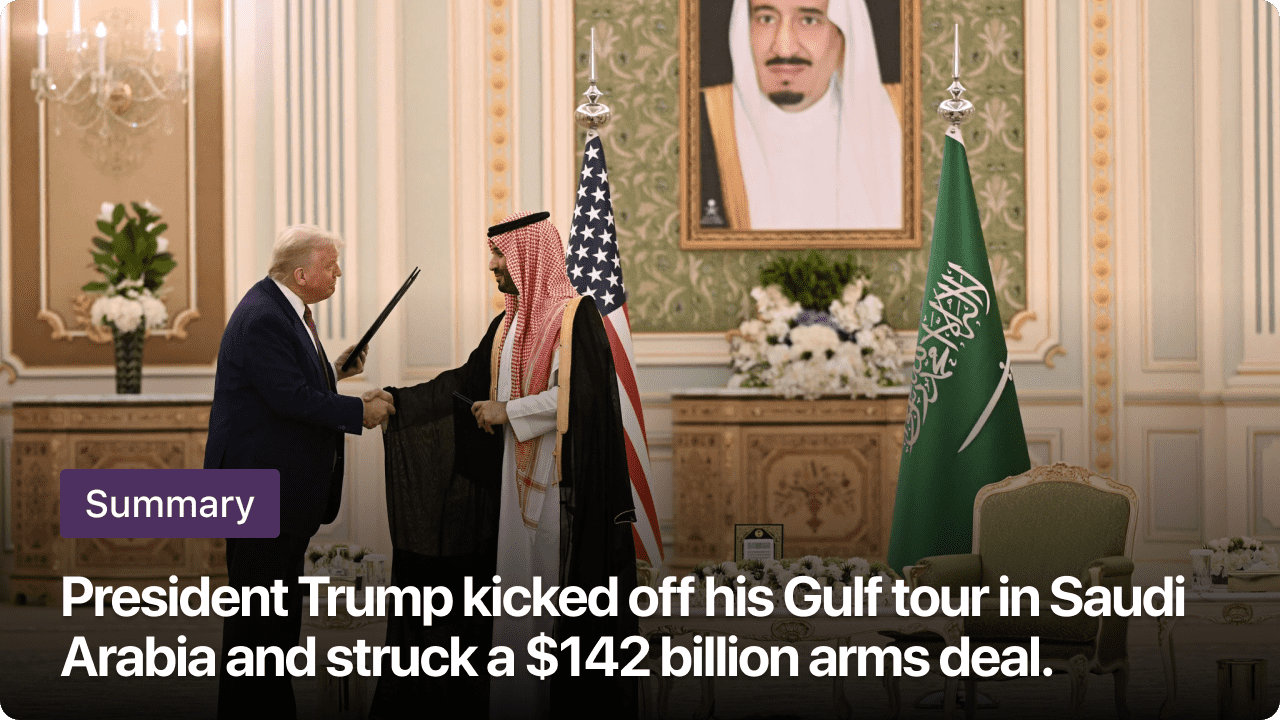 Summary
President Trump kicked off his Gulf tour in Saudi
Arabia and struck a $142 billion arms deal.